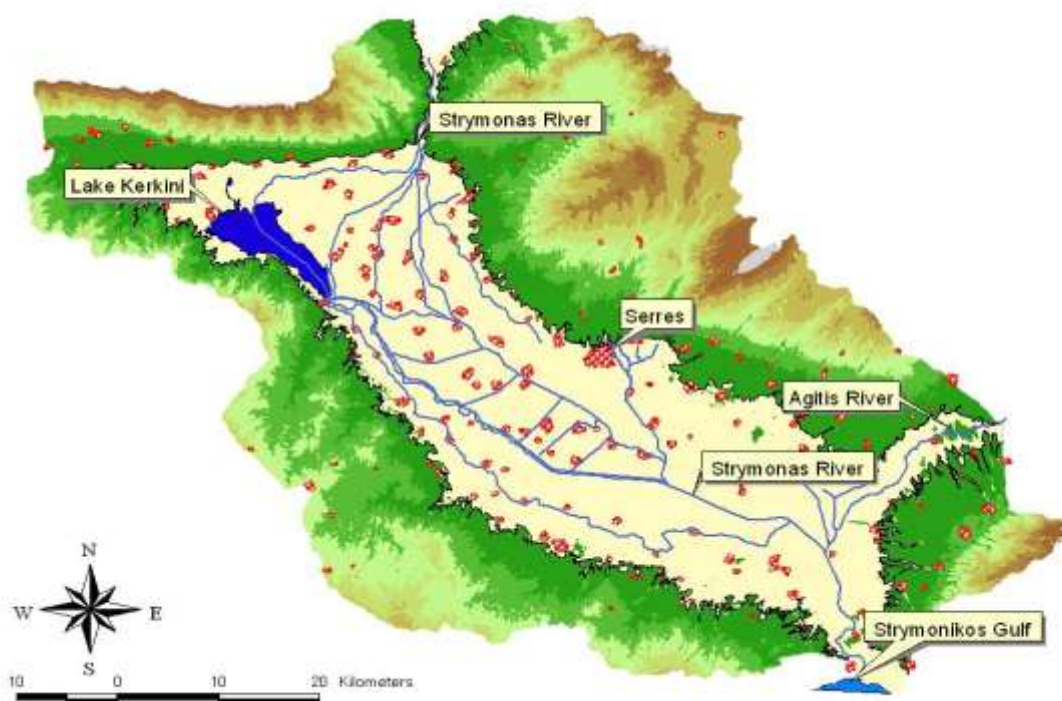 Strymonas River
Lake Kerkini
Serres
Agitis River
Strymonas River
Strymonikos Gulf
N
W E
S
10 0 10 20 Kilometers